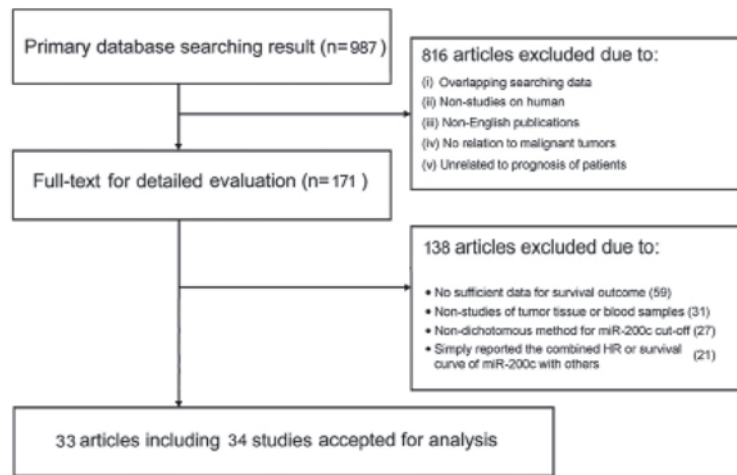 Primary database searching result (n=987)
816 articles excluded due to:
(i) Overlapping searching data
(ii) Non-studies on human
(iii) Non-English publications
(iv) No relation to malignant tumors
(v) Unrelated to prognosis of patients
Full-text for detailed evaluation (n=171)
138 articles excluded due to:
• No sufficient data for survival outcome (59)
• Non-studies of tumor tissue or blood samples (31)
• Non-dichotomous method for miR-200c cut-off (27)
• Simply reported the combined HR or survival
curve of miR-200c with others (21)
33 articles including 34 studies accepted for analysis